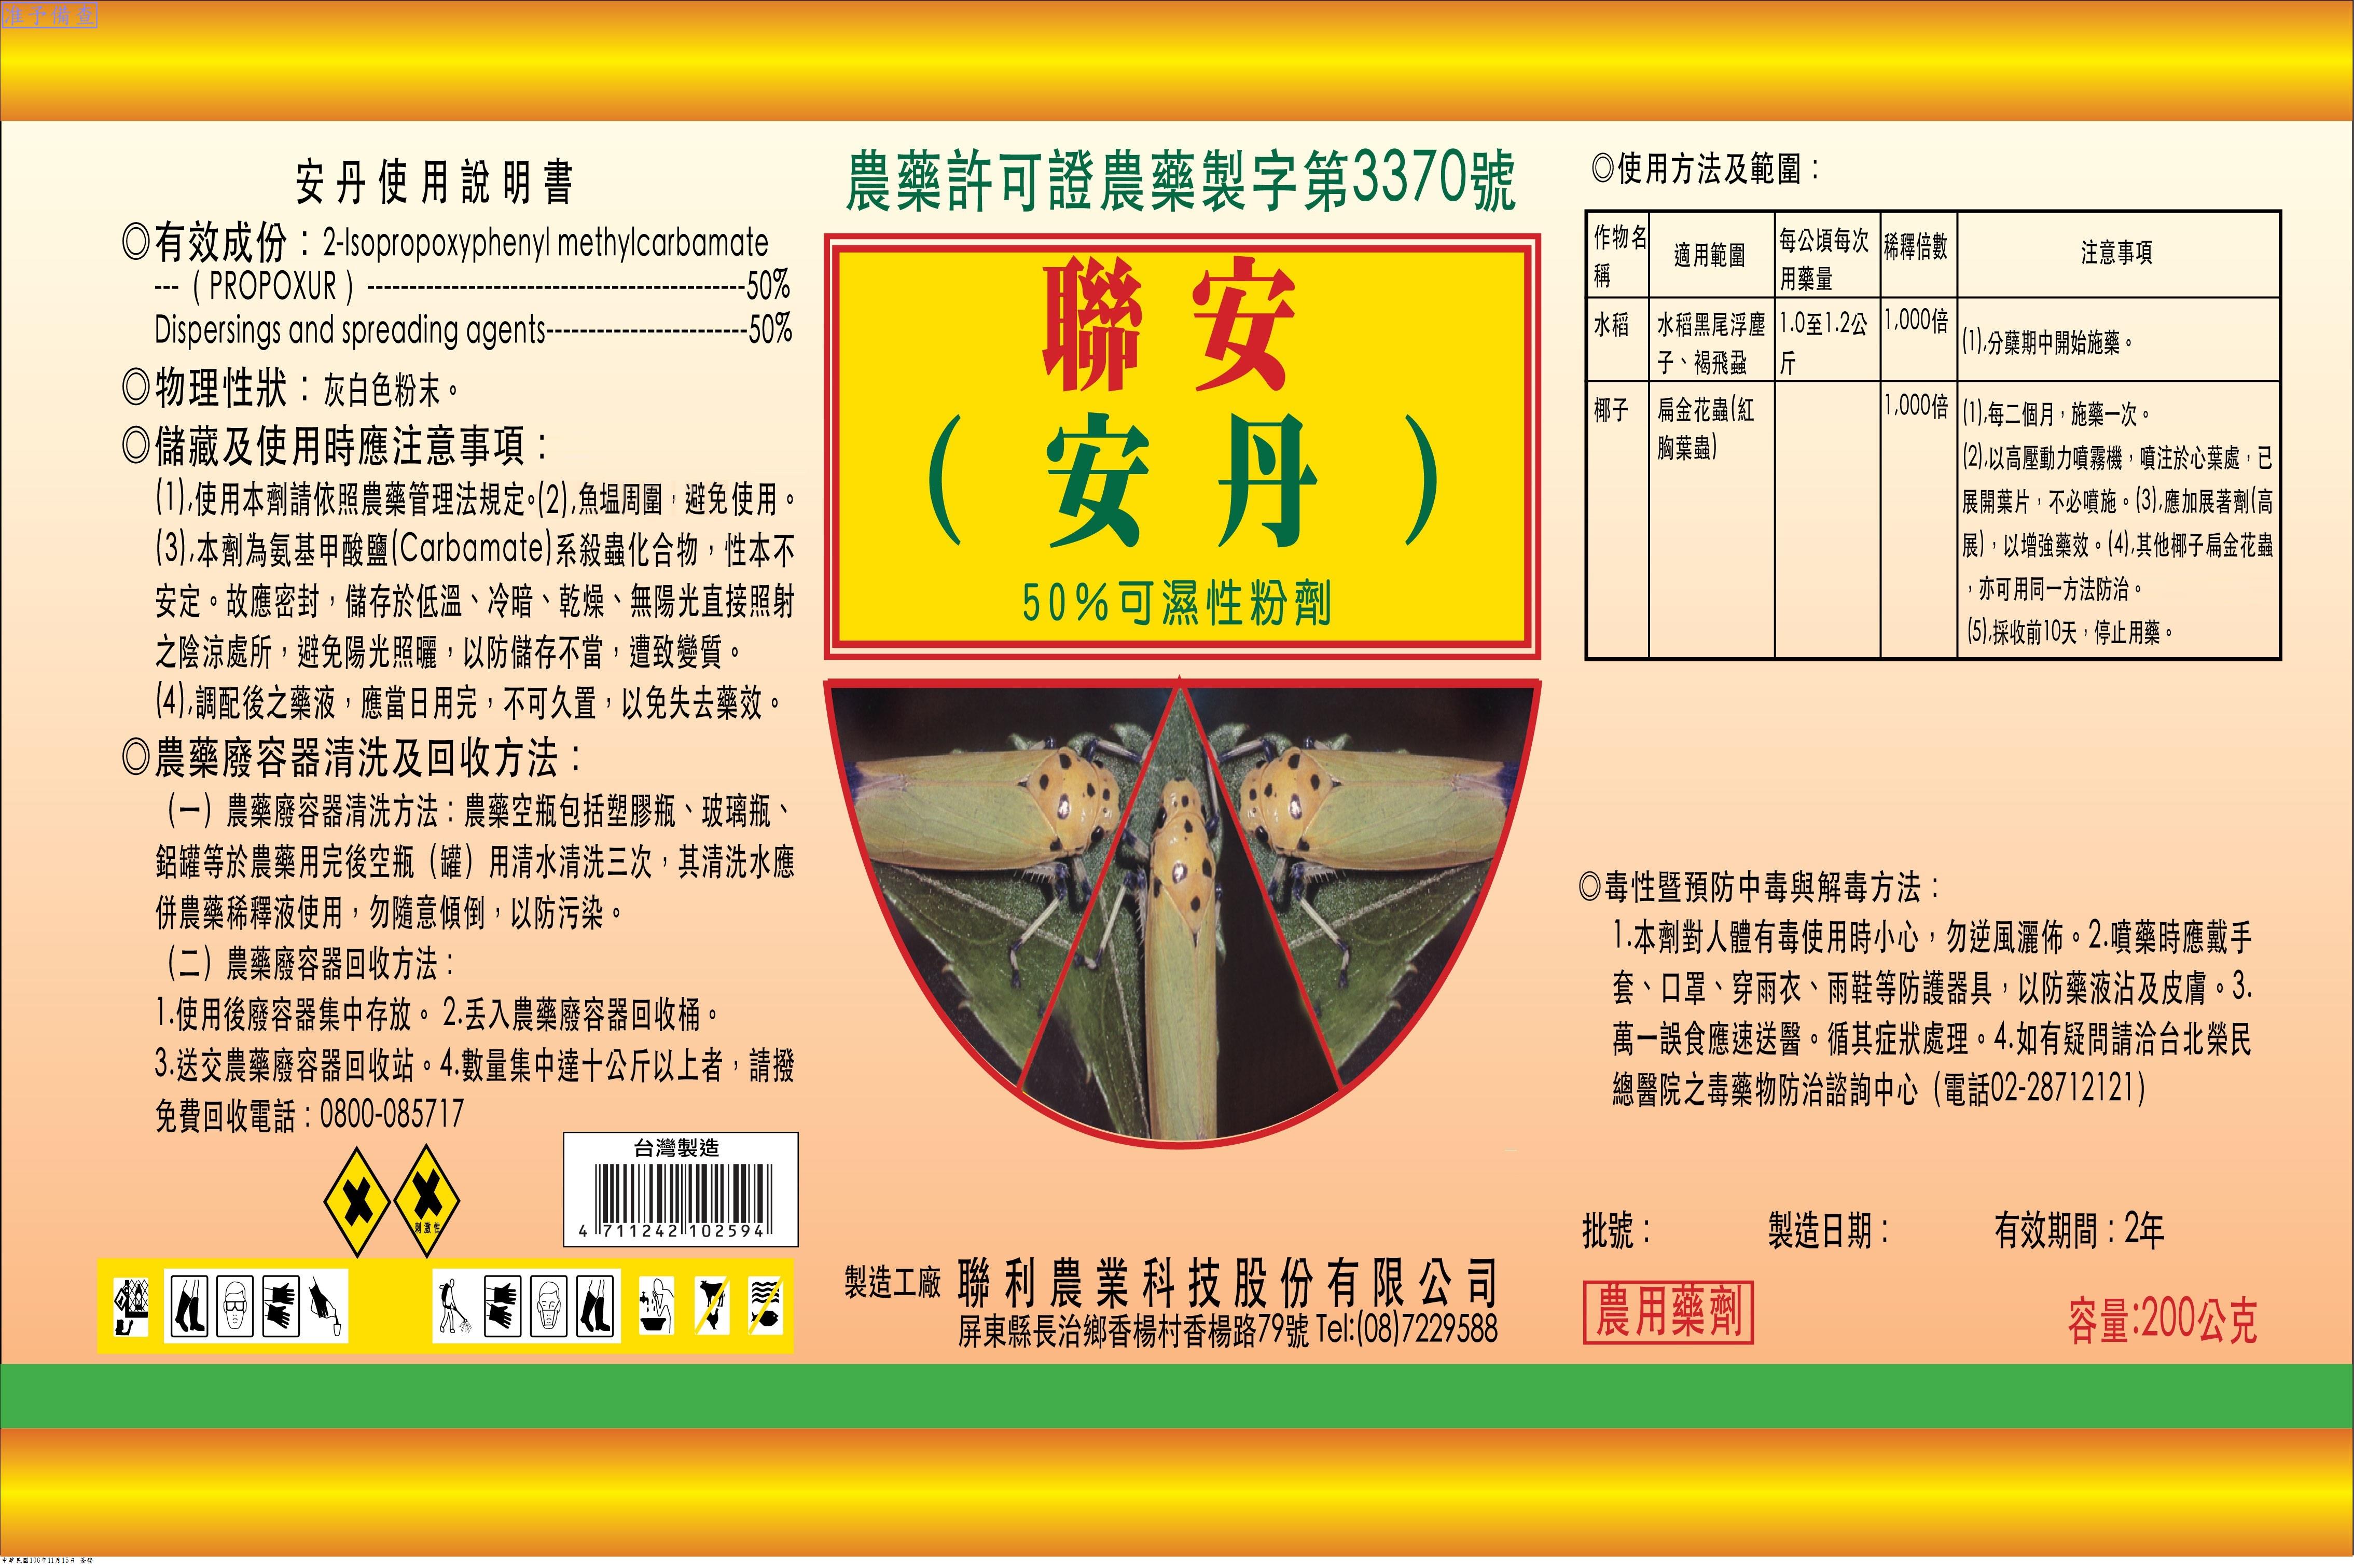 准予備查
安丹使用說明書
◎有效成份：2-Isopropoxyphenyl methylcarbamate
---（PROPOXUR）---------------------------------------------50%
Dispersings and spreading agents------------------------50%
◎物理性狀：灰白色粉末。
◎儲藏及使用時應注意事項：
(1),使用本劑請依照農藥管理法規定。(2),魚塭周圍，避免使用。
(3),本劑為氨基甲酸鹽(Carbamate)系殺蟲化合物，性本不
安定。故應密封，儲存於低溫、冷暗、乾燥、無陽光直接照射
之陰涼處所，避免陽光照曬，以防儲存不當，遭致變質。
(4),調配後之藥液，應當日用完，不可久置，以免失去藥效。
◎農藥廢容器清洗及回收方法：
（一）農藥廢容器清洗方法：農藥空瓶包括塑膠瓶、玻璃瓶、
鋁罐等於農藥用完後空瓶（罐）用清水清洗三次，其清洗水應
併農藥稀釋液使用，勿隨意傾倒，以防污染。
（二）農藥廢容器回收方法：
1.使用後廢容器集中存放。2.丟入農藥廢容器回收桶。
3.送交農藥廢容器回收站。4.數量集中達十公斤以上者，請撥
免費回收電話：0800-085717
刺激性
台灣製造
4 711242 102594
農藥許可證農藥製字第3370號
聯安
（安丹）
50%可濕性粉劑
製造工廠 聯利農業科技股份有限公司
屏東縣長治鄉香楊村香楊路79號 Tel:(08)7229588
◎使用方法及範圍：
作物名稱 適用範圍 每公頃每次用藥量 稀釋倍數 注意事項
水稻 水稻黑尾浮塵子、褐飛蝨 1.0至1.2公斤 1,000倍 (1),分蘗期中開始施藥。
椰子 扁金花蟲(紅胸葉蟲) 1,000倍 (1),每二個月，施藥一次。
(2),以高壓動力噴霧機，噴注於心葉處，已
展開葉片，不必噴施。(3),應加展著劑(高
展)，以增強藥效。(4),其他椰子扁金花蟲
，亦可用同一方法防治。
(5),採收前10天，停止用藥。
◎毒性暨預防中毒與解毒方法：
1.本劑對人體有毒使用時小心，勿逆風灑佈。2.噴藥時應戴手
套、口罩、穿雨衣、雨鞋等防護器具，以防藥液沾及皮膚。3.
萬一誤食應速送醫。循其症狀處理。4.如有疑問請洽台北榮民
總醫院之毒藥物防治諮詢中心（電話02-28712121）
批號： 製造日期： 有效期間：2年
農用藥劑
容量:200公克
中華民國106年11月15日 簽發